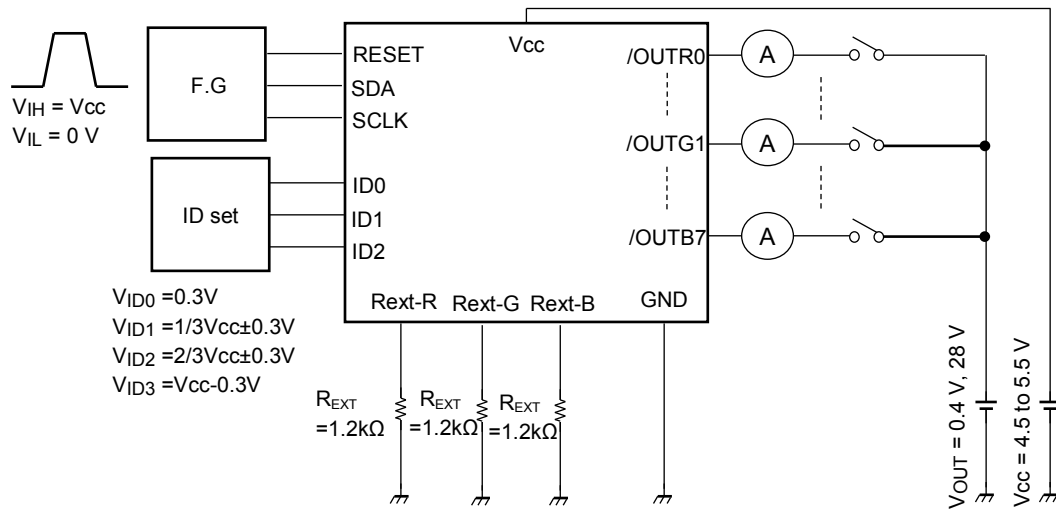 Vcc
F.G
RESET
SDA
SCLK
/OUTR0
A
VIH = Vcc
VIL = 0 V
/OUTG1
A
ID set
ID0
ID1
ID2
/OUTB7
A
VID0 =0.3V
VID1 =1/3Vcc±0.3V
VID2 =2/3Vcc±0.3V
VID3 =Vcc-0.3V
Rext-R
Rext-G
Rext-B
GND
REXT
=1.2kΩ
REXT
=1.2kΩ
REXT
=1.2kΩ
VOUT = 0.4 V, 28 V
Vcc = 4.5 to 5.5 V